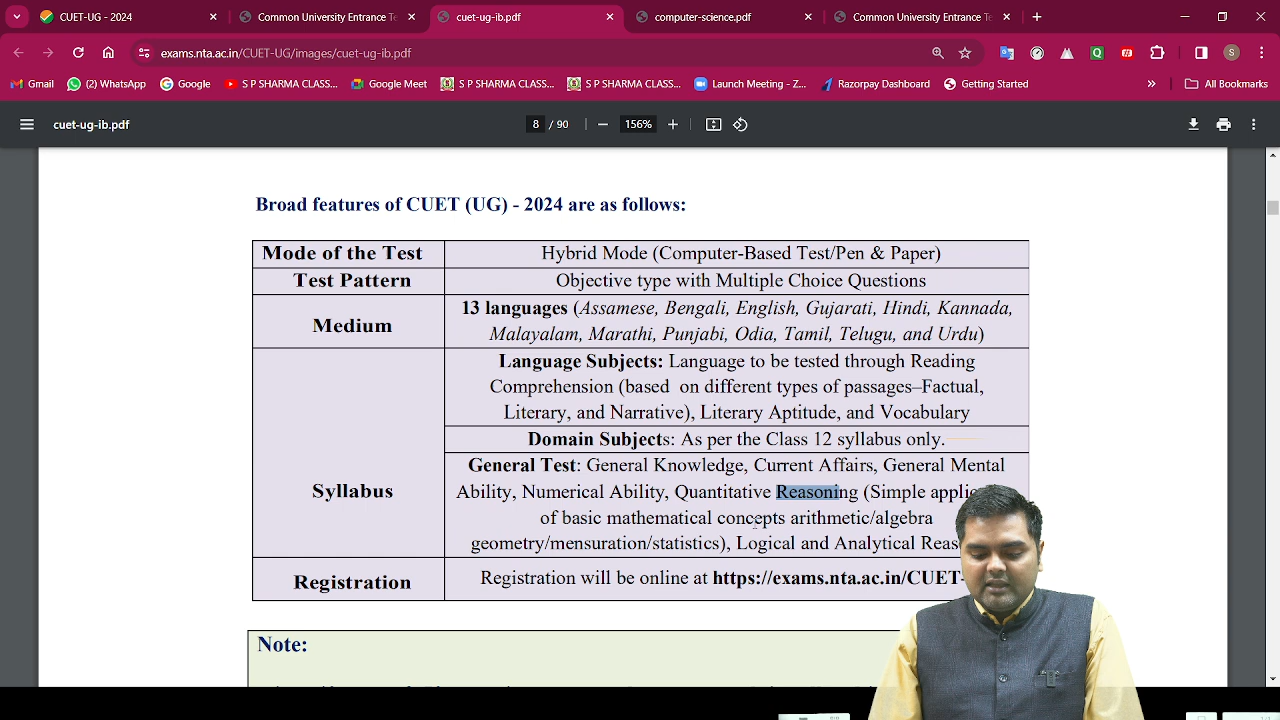 CUET-UG - 2024
Common University Entrance Te
cuet-ug-ib.pdf
computer-science.pdf
Common University Entrance Te
exams.nta.ac.in/CUET-UG/images/cuet-ug-ib.pdf
S
Gmail
(2) WhatsApp
Google
S P SHARMA CLASS...
Google Meet
S P SHARMA CLASS...
S P SHARMA CLASS...
Launch Meeting - Z...
Razorpay Dashboard
Getting Started
All Bookmarks
cuet-ug-ib.pdf
8 / 90
156%
Broad features of CUET (UG) - 2024 are as follows:
Mode of the Test
Hybrid Mode (Computer-Based Test/Pen & Paper)
Test Pattern
Objective type with Multiple Choice Questions
Medium
13 languages (Assamese, Bengali, English, Gujarati, Hindi, Kannada,
Malayalam, Marathi, Punjabi, Odia, Tamil, Telugu, and Urdu)
Syllabus
Language Subjects: Language to be tested through Reading
Comprehension (based on different types of passages–Factual,
Literary, and Narrative), Literary Aptitude, and Vocabulary
Domain Subjects: As per the Class 12 syllabus only.
General Test: General Knowledge, Current Affairs, General Mental
Ability, Numerical Ability, Quantitative Reasoning (Simple applic
of basic mathematical concepts arithmetic/algebra
geometry/mensuration/statistics), Logical and Analytical Reas
Registration
Registration will be online at https://exams.nta.ac.in/CUET-
Note: